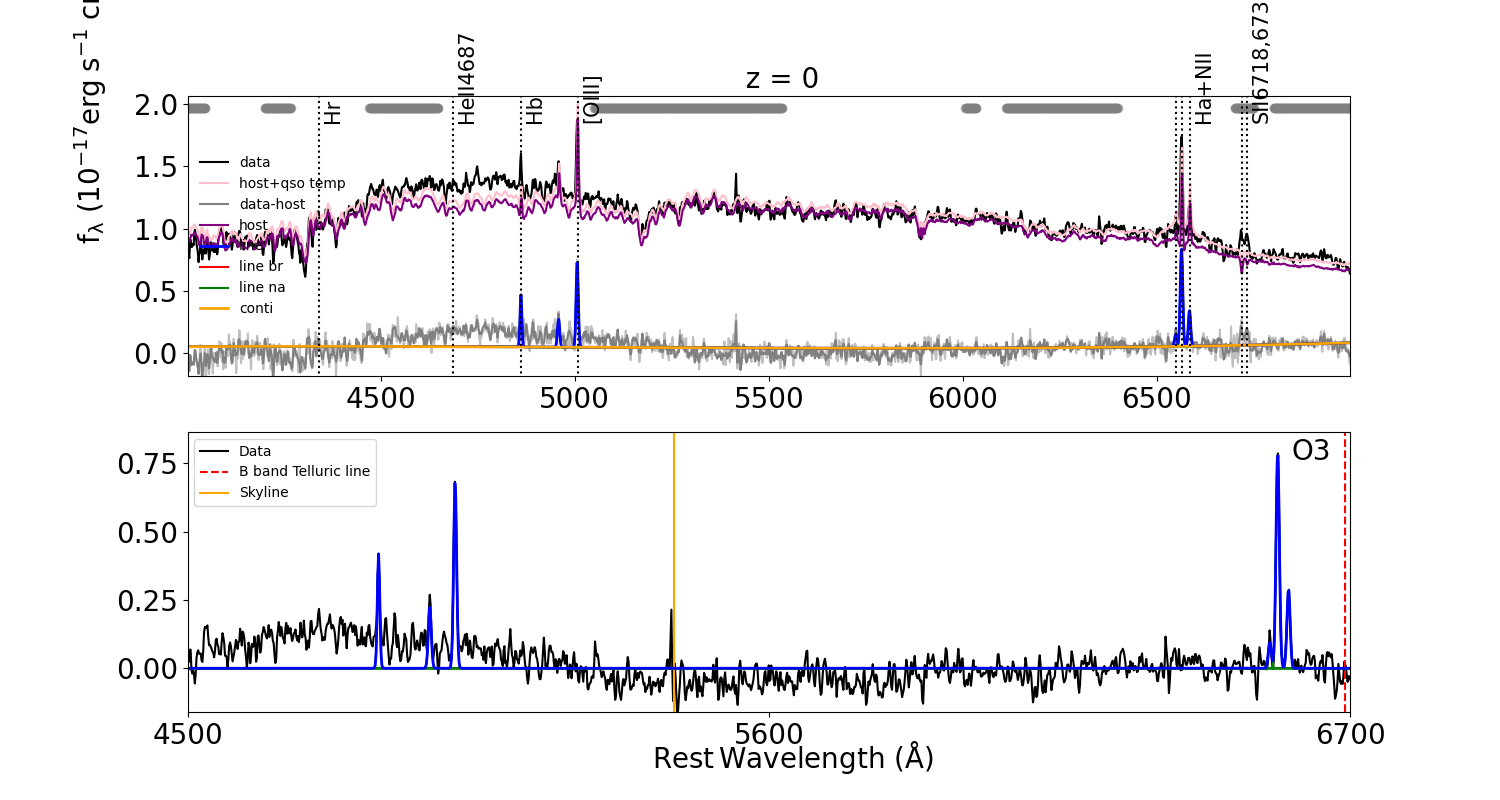 z = 0
f_λ (10^−17 erg s^−1 c
2.0
1.5
1.0
0.5
0.0
Hr
HeII4687
Hb
[OIII]
Ha+NII
SII6718,673
data
host+qso temp
data-host
host
line br
line na
conti
4500
5000
5500
6000
6500
0.75
0.50
0.25
0.00
Data
B band Telluric line
Skyline
O3
4500
5600
6700
Rest Wavelength (Å)